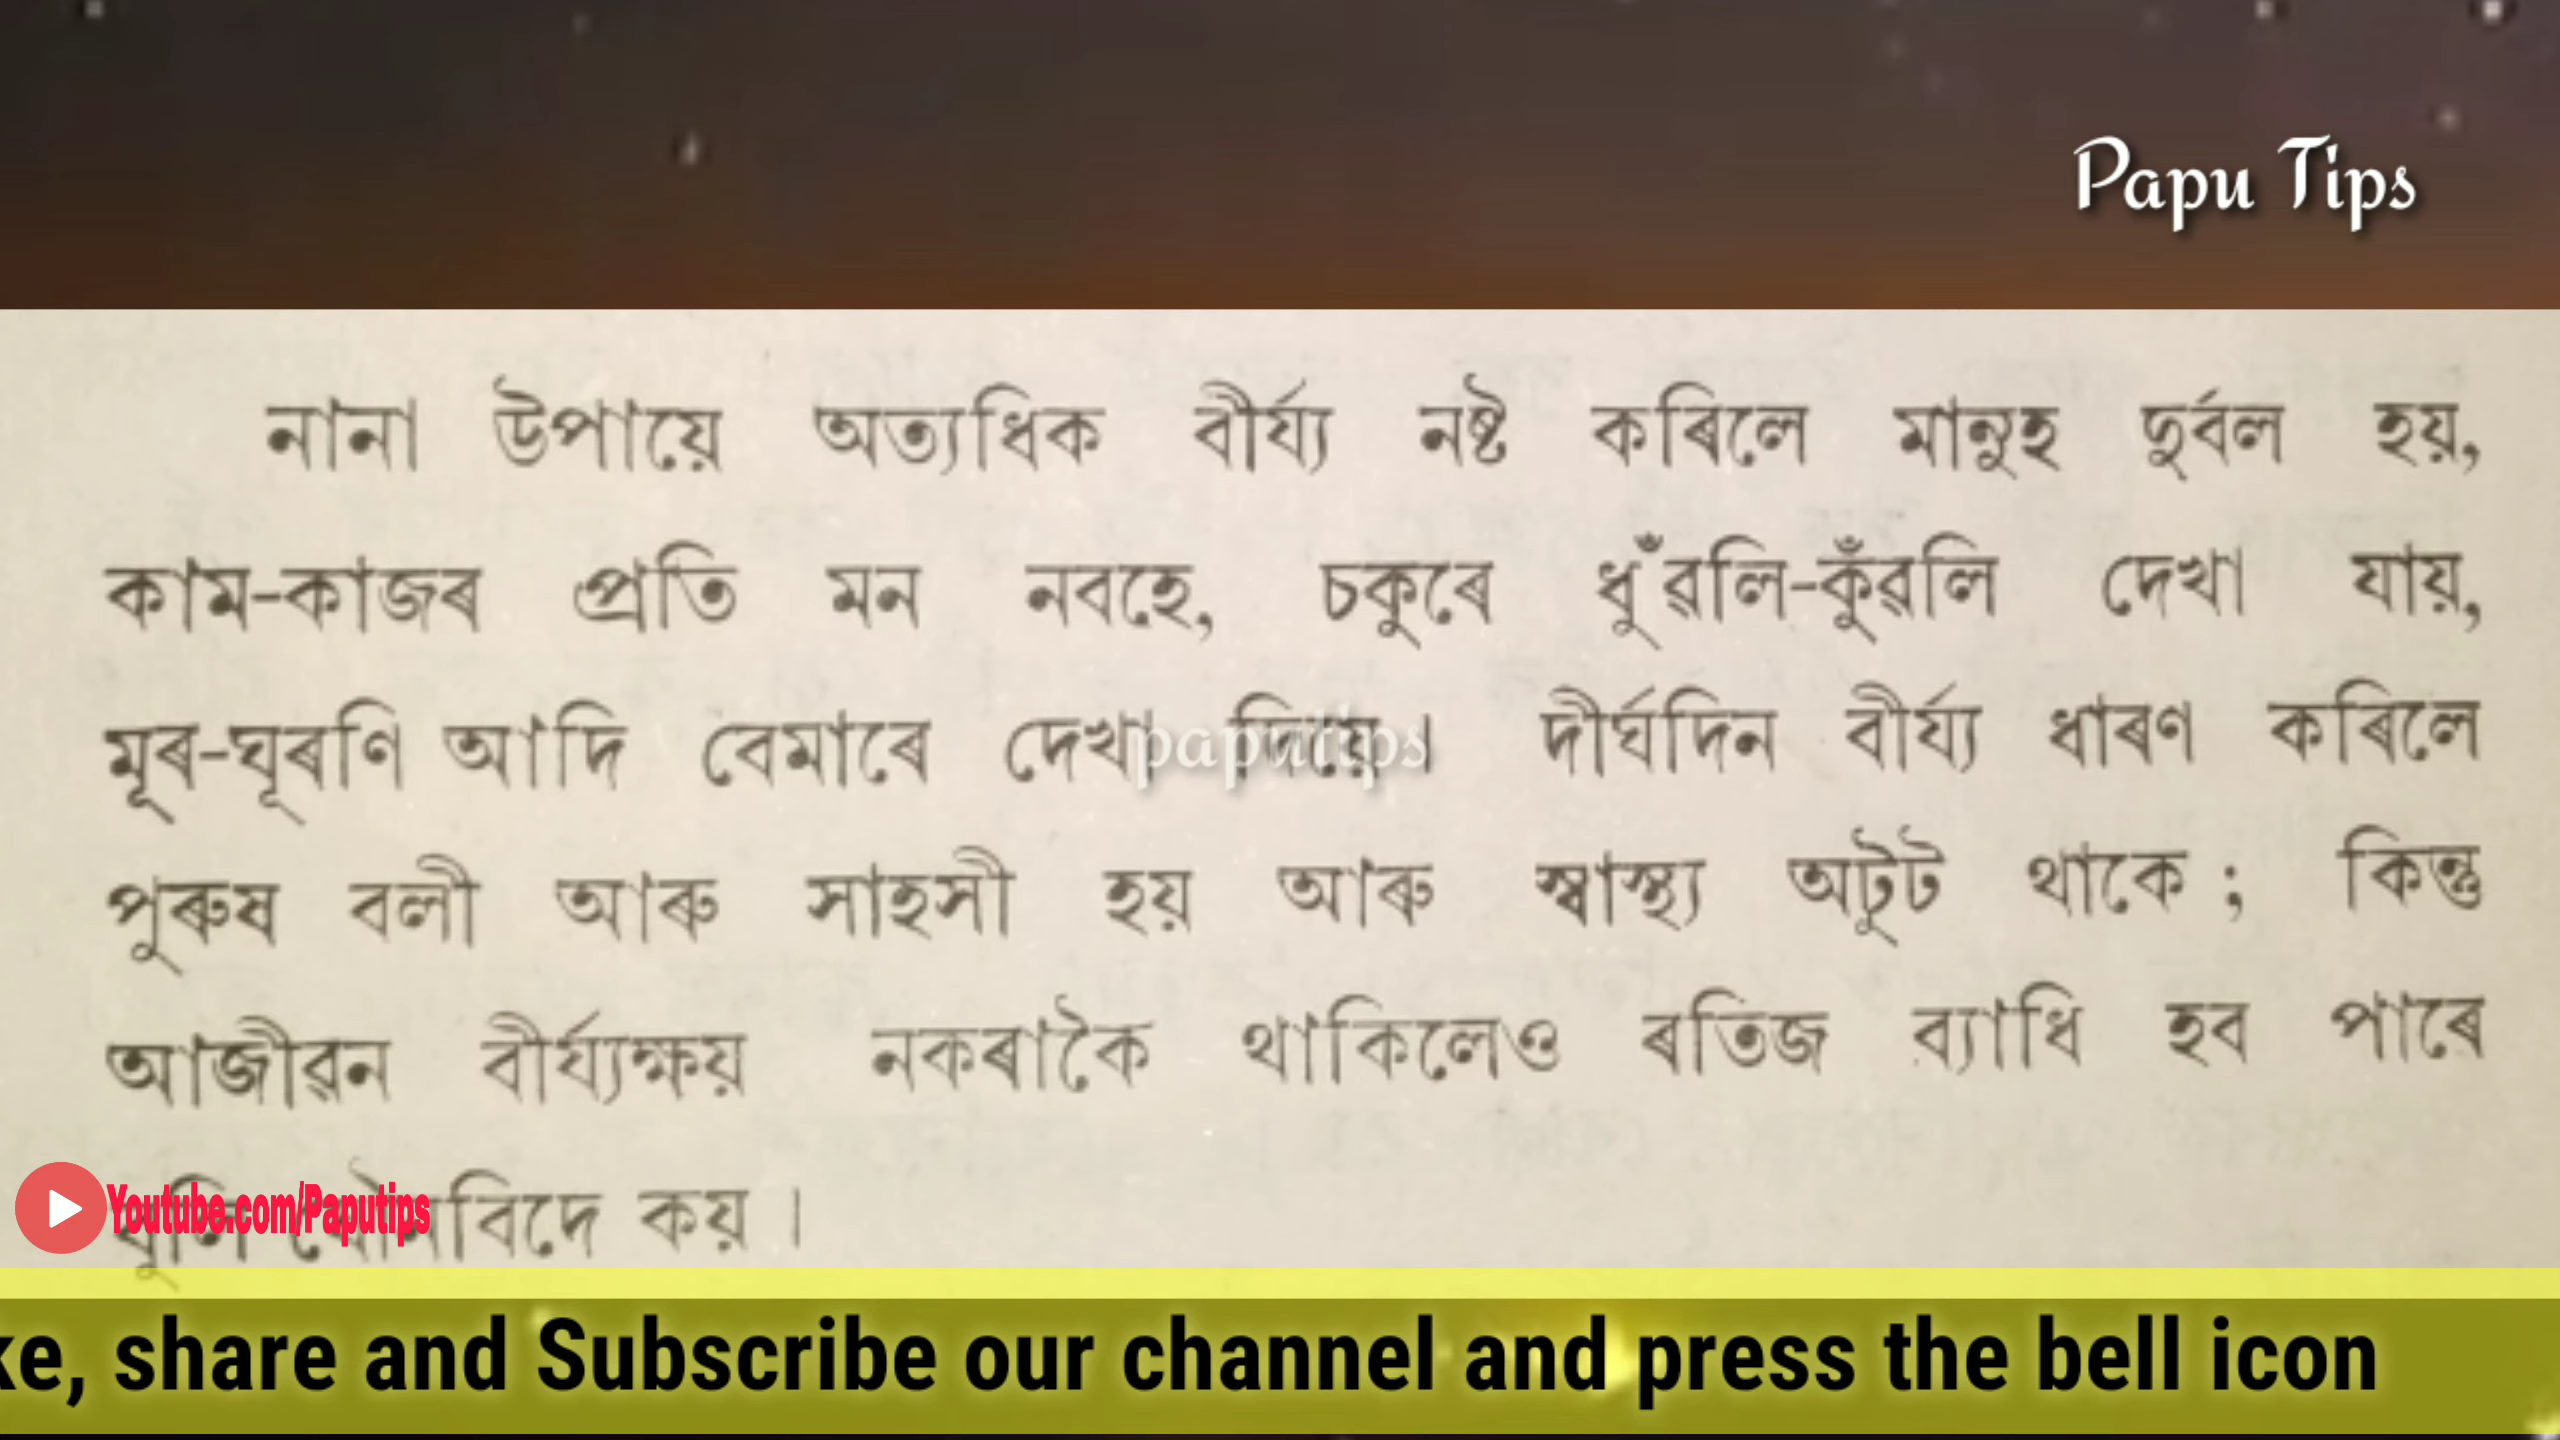 Papu Tips
নানা উপায়ে অত্যধিক বীৰ্য্য নষ্ট কৰিলে মানুহ দুৰ্বল হয়,
কাম-কাজৰ প্ৰতি মন নবহে, চকুৰে ধুঁৱলি-কুঁৱলি দেখা যায়,
মূৰ-ঘূৰণি আদি বেমাৰে দেখা দিয়ে। দীৰ্ঘদিন বীৰ্য্য ধাৰণ কৰিলে
paputips
পুৰুষ বলী আৰু সাহসী হয় আৰু স্বাস্থ্য অটুট থাকে ; কিন্তু
আজীৱন বীৰ্য্যক্ষয় নকৰাকৈ থাকিলেও ৰতিজ ব্যাধি হব পাৰে
কয় ।
Youtube.com/Paputips
ke, share and Subscribe our channel and press the bell icon